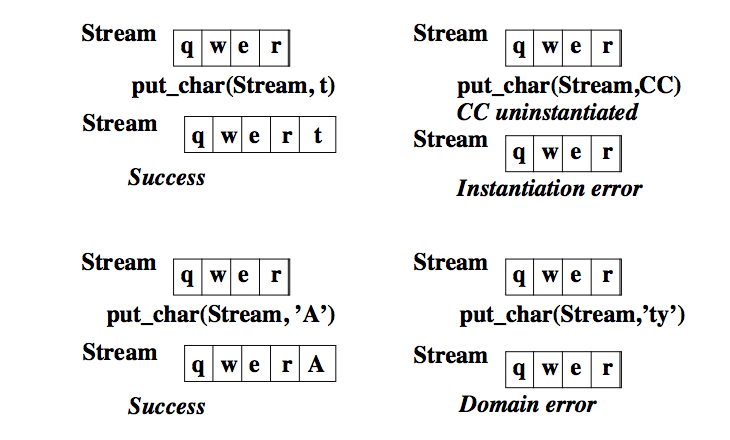 Stream q w e r
put_char(Stream, t)
Stream q w e r t
Success
Stream q w e r
put_char(Stream,CC)
CC uninstantiated
Stream q w e r
Instantiation error
Stream q w e r
put_char(Stream, ’A’)
Stream q w e r A
Success
Stream q w e r
put_char(Stream,’ty’)
Stream q w e r
Domain error